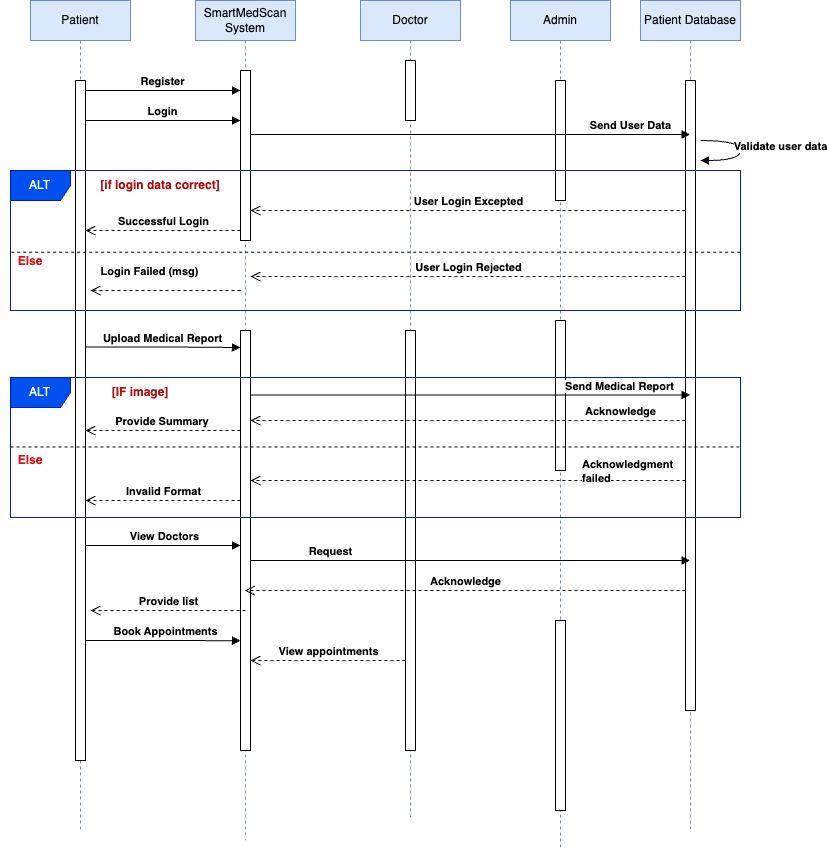 Patient
SmartMedScan
System
Doctor
Admin
Patient Database
Register
Login
Send User Data
Validate user data
ALT
[if login data correct]
User Login Excepted
Successful Login
Else
Login Failed (msg)
User Login Rejected
Upload Medical Report
ALT
[IF image]
Send Medical Report
Acknowledge
Provide Summary
Else
Acknowledgment
failed
Invalid Format
View Doctors
Request
Acknowledge
Provide list
Book Appointments
View appointments